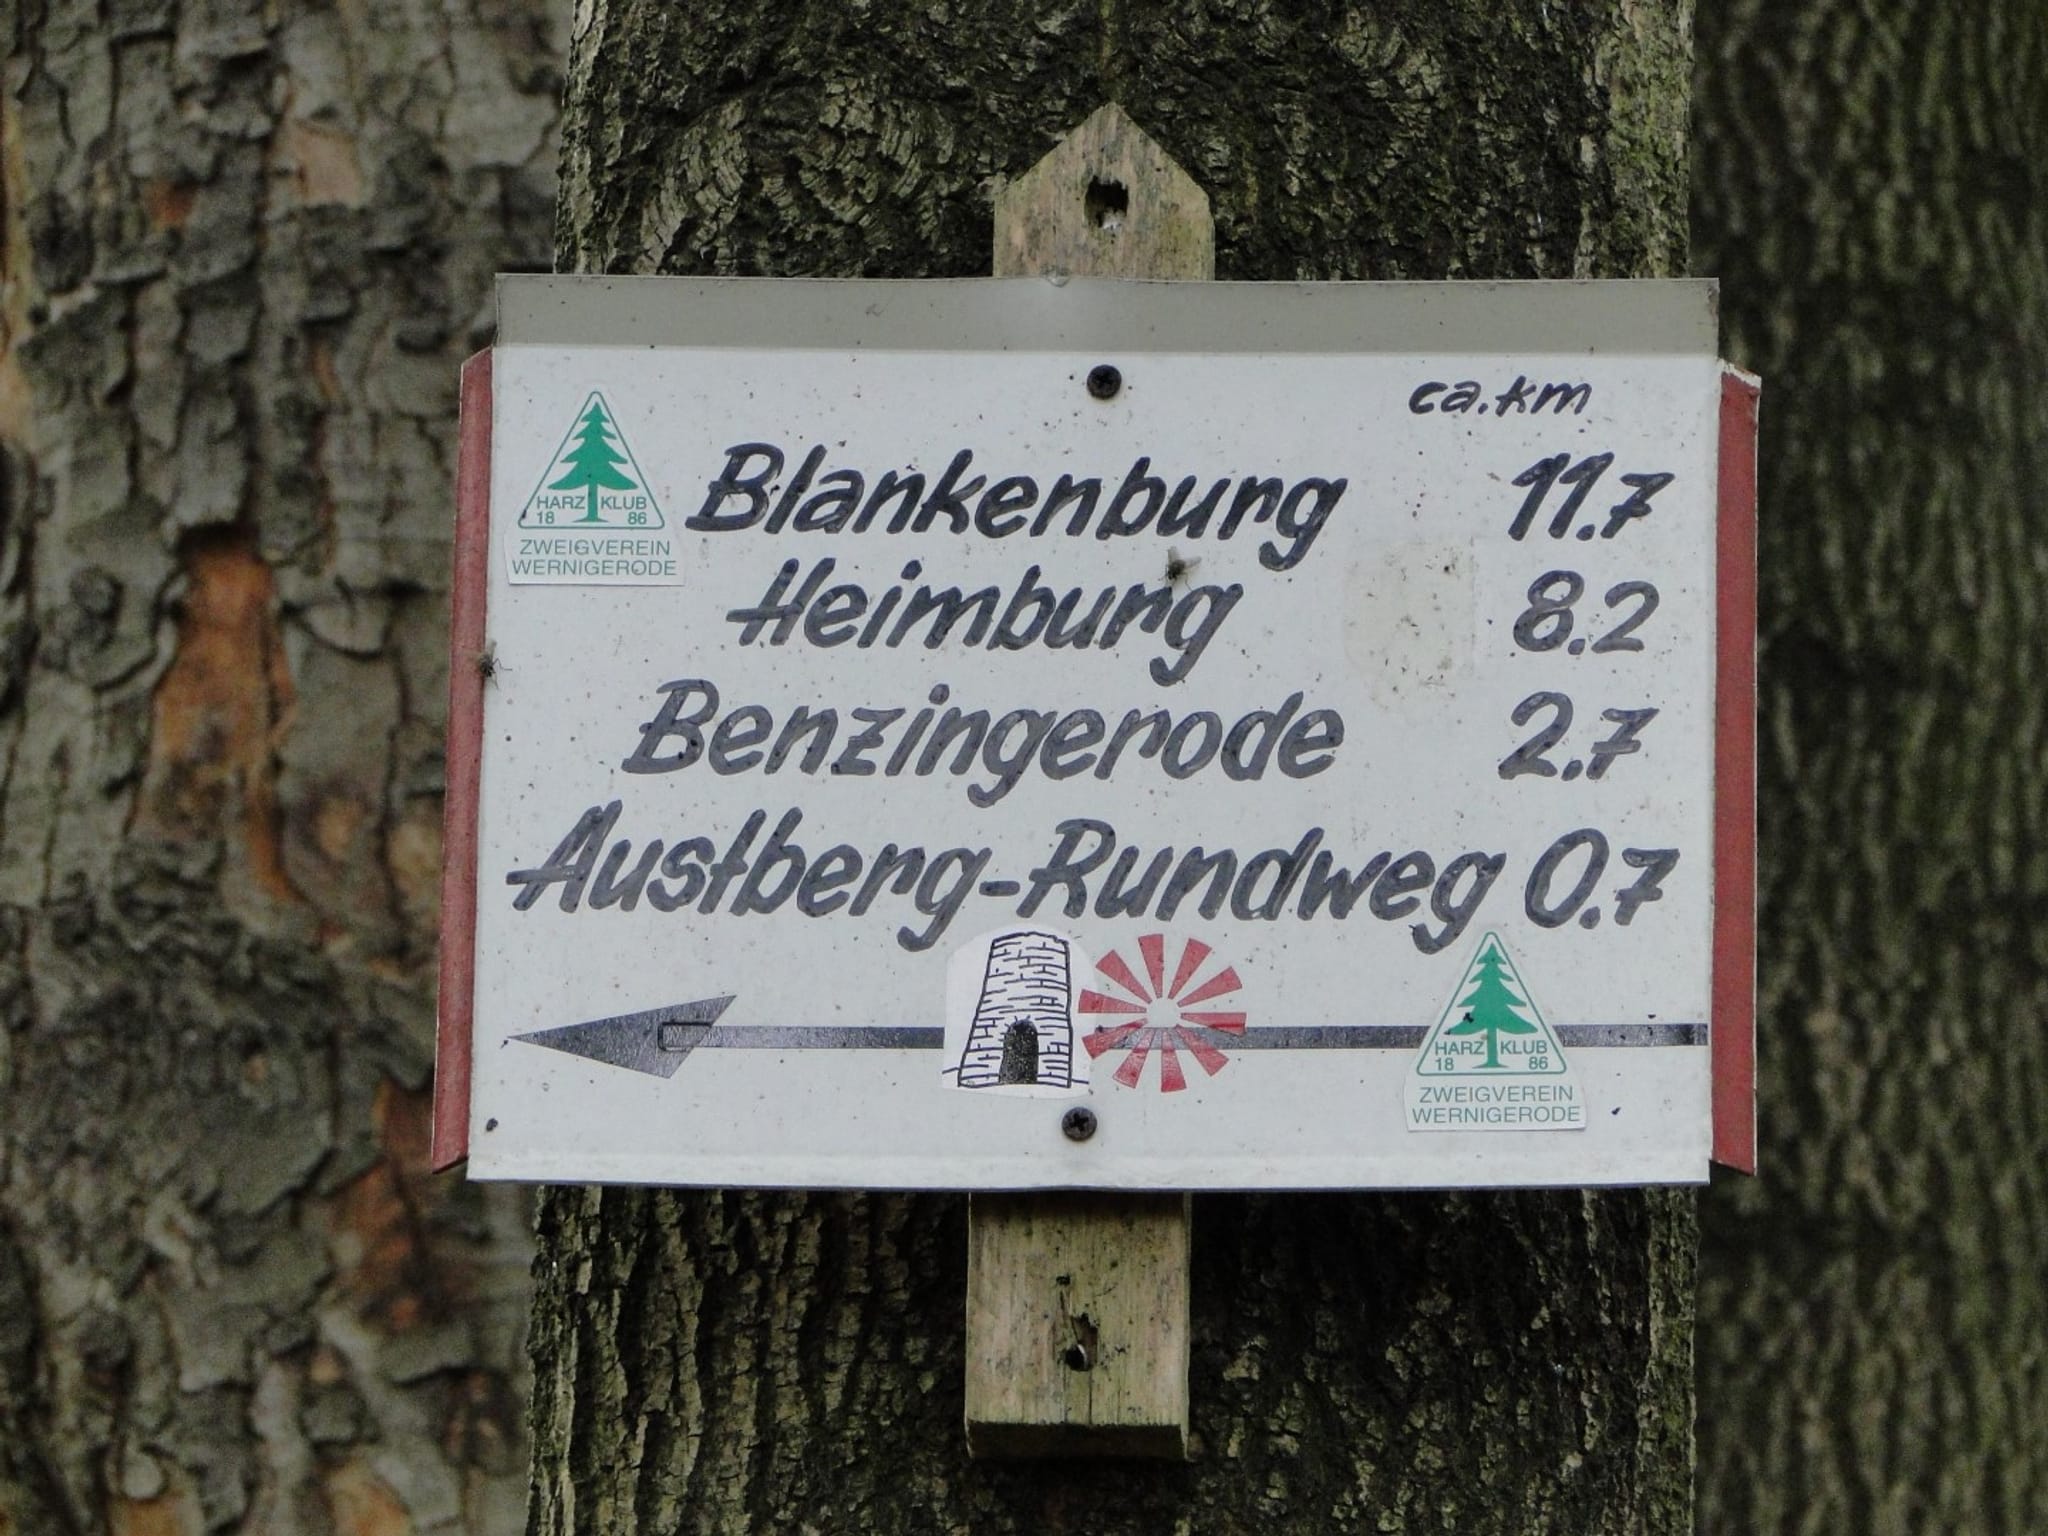 ca.km
HARZ KLUB
18 86
ZWEIGVEREIN
WERNIGERODE
Blankenburg 11.7
Heimburg 8.2
Benzingerode 2.7
Austberg-Rundweg 0.7
HARZ KLUB
18 86
ZWEIGVEREIN
WERNIGERODE